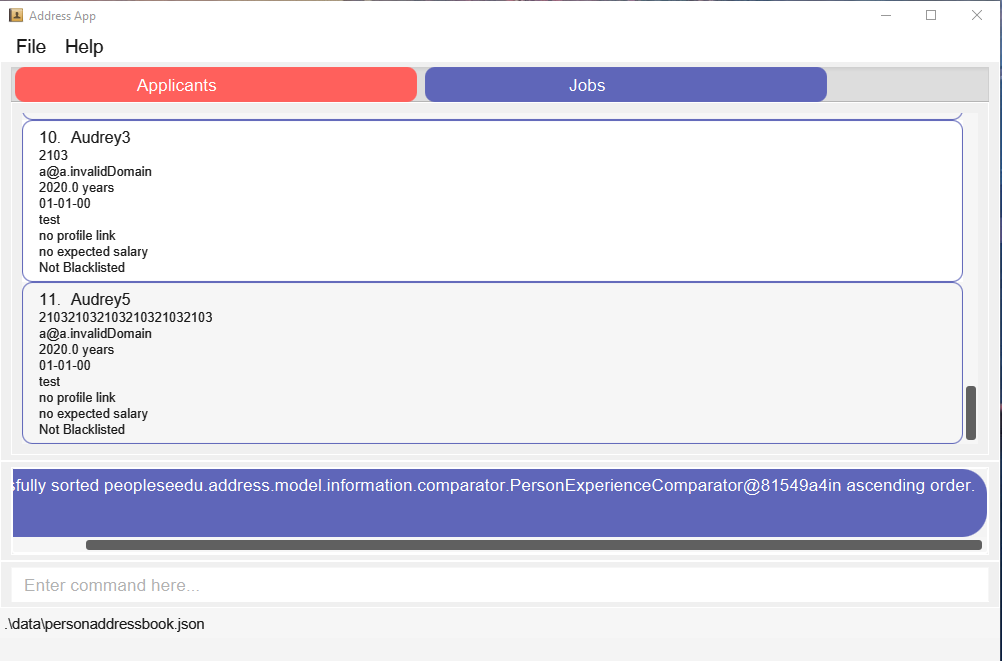 Address App
File Help
Applicants Jobs
10. Audrey3
2103
a@a.invalidDomain
2020.0 years
01-01-00
test
no profile link
no expected salary
Not Blacklisted
11. Audrey5
210321032103210321032103
a@a.invalidDomain
2020.0 years
01-01-00
test
no profile link
no expected salary
Not Blacklisted
sfully sorted peopleseedu.address.model.information.comparator.PersonExperienceComparator@81549a4in ascending order.
Enter command here...
.\data\personaddressbook.json